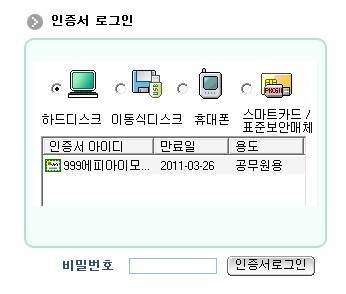 인증서 로그인
하드디스크 이동식디스크 휴대폰 스마트카드 /
표준보안매체
인증서 아이디 만료일 용도
999에피아이모... 2011-03-26 공무원용
비밀번호 인증서로그인